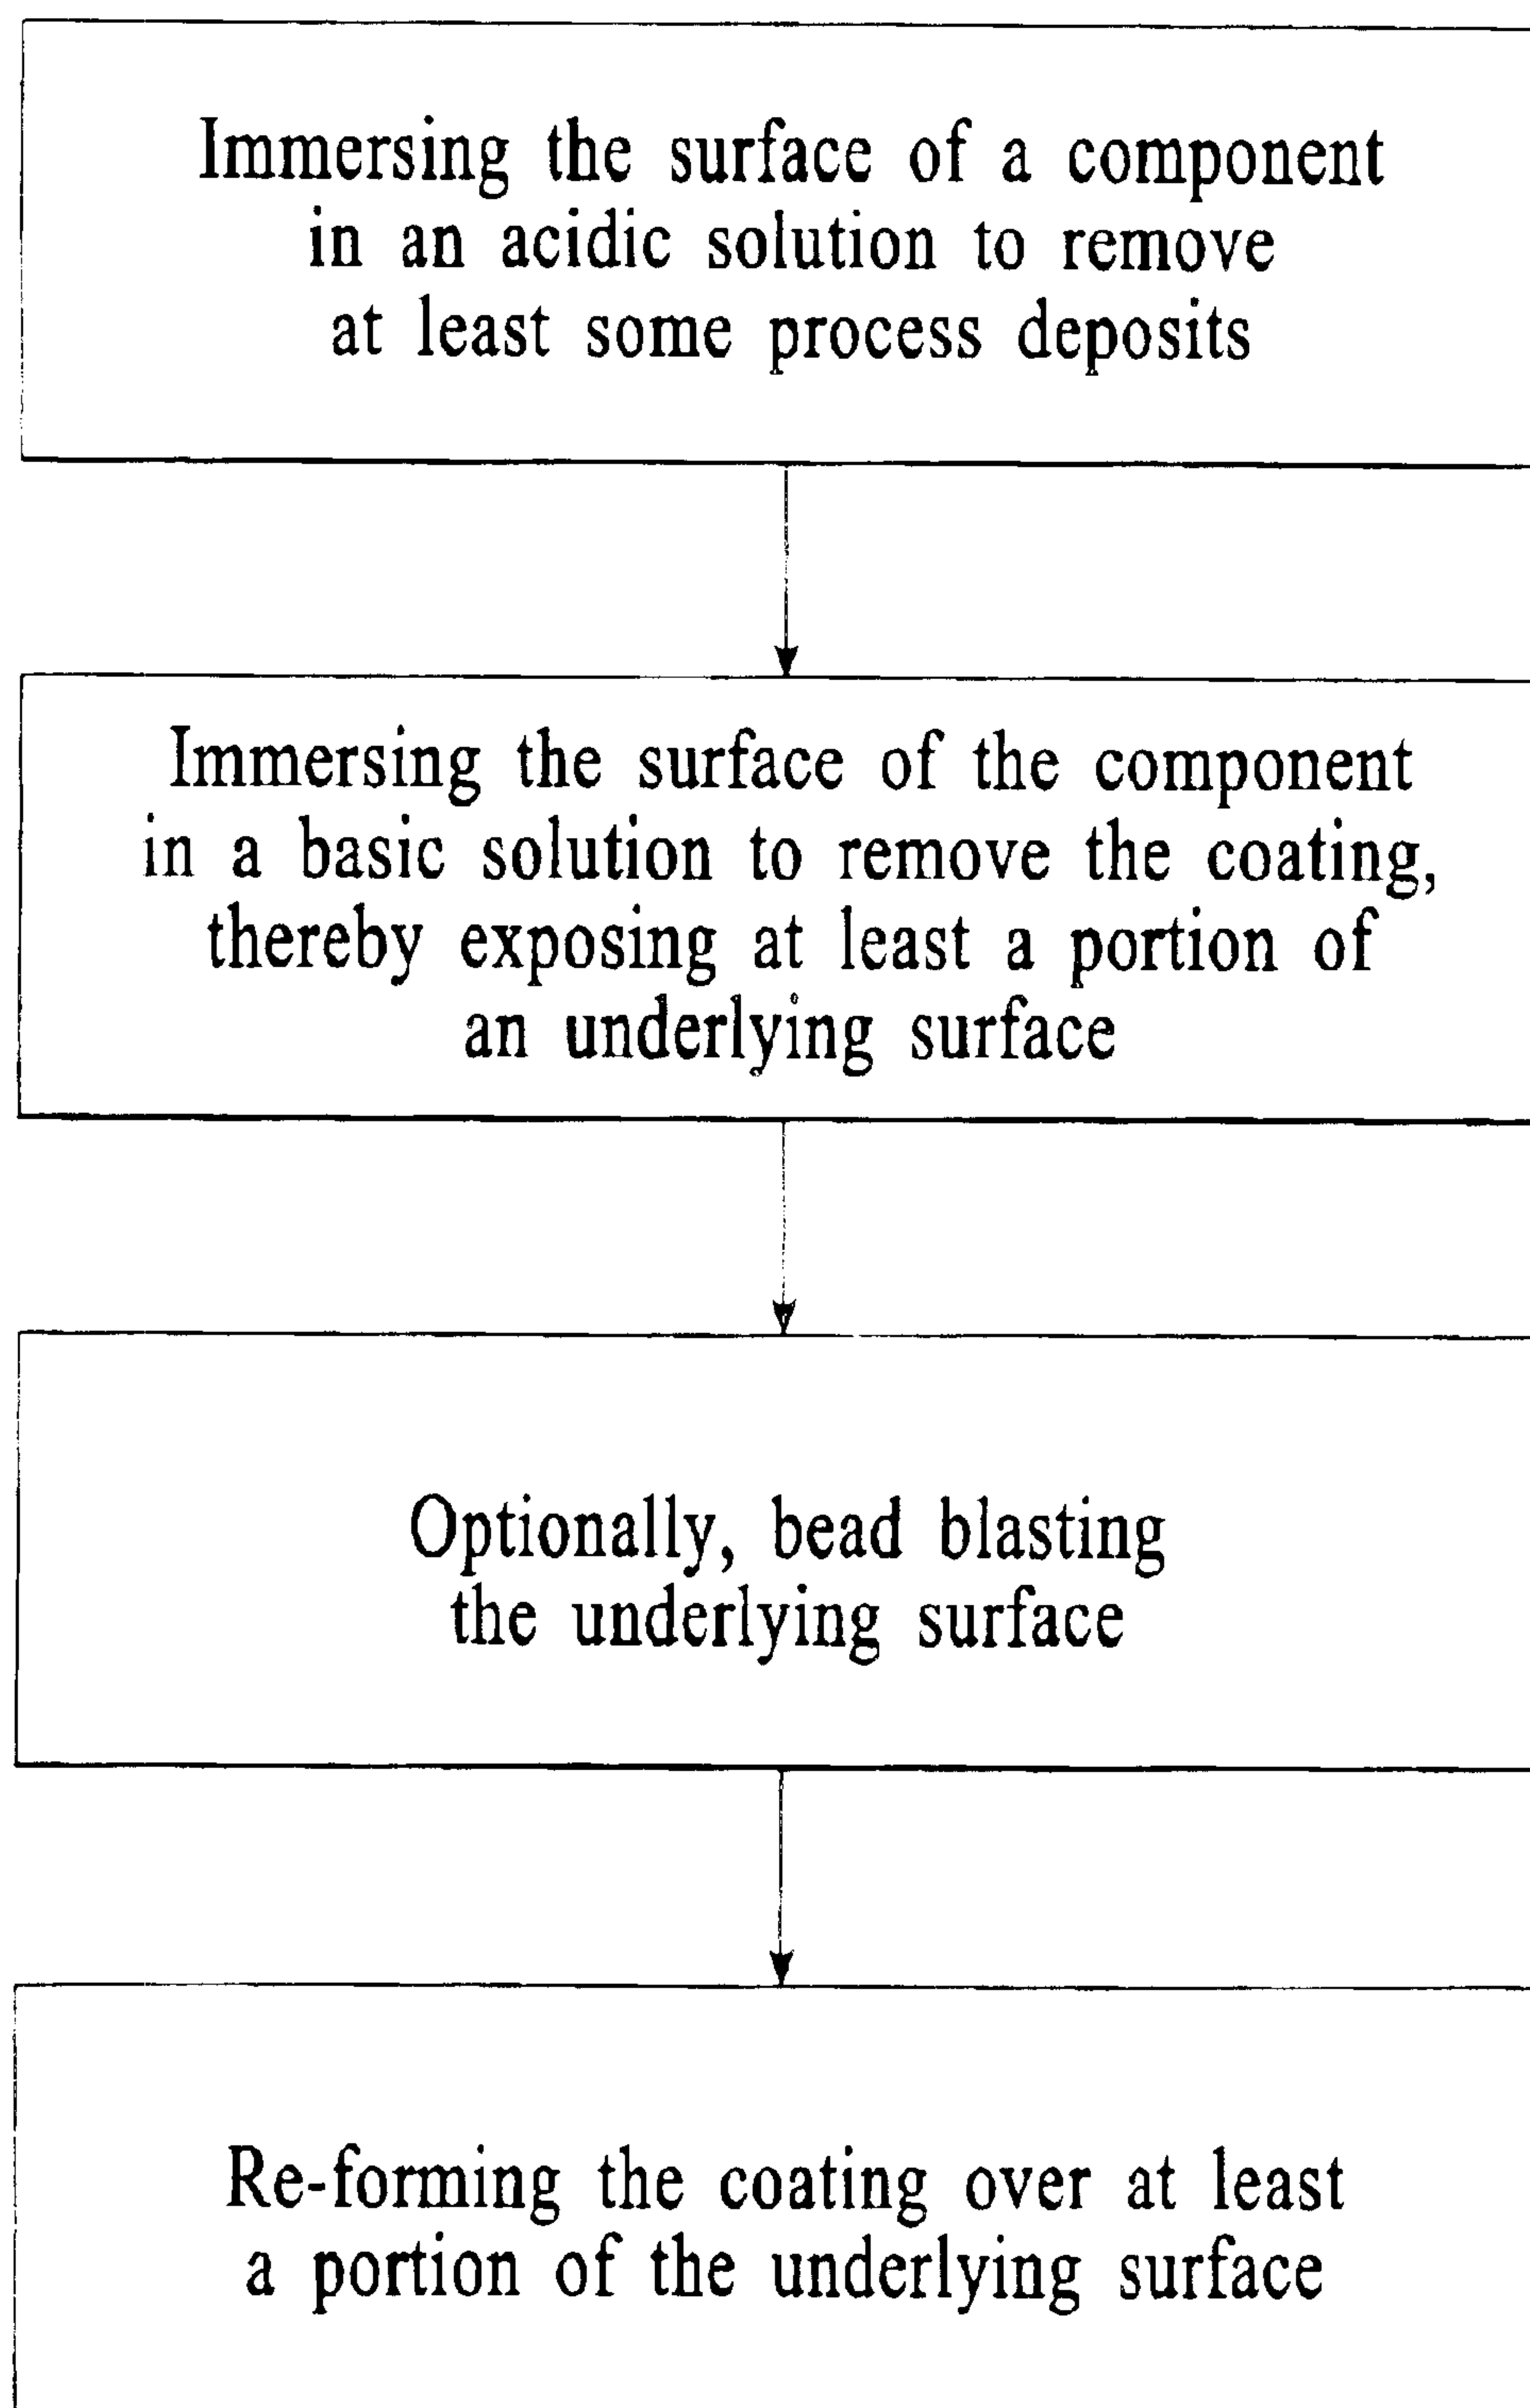 Immersing the surface of a component
in an acidic solution to remove
at least some process deposits
Immersing the surface of the component
in a basic solution to remove the coating,
thereby exposing at least a portion of
an underlying surface
Optionally, bead blasting
the underlying surface
Re-forming the coating over at least
a portion of the underlying surface